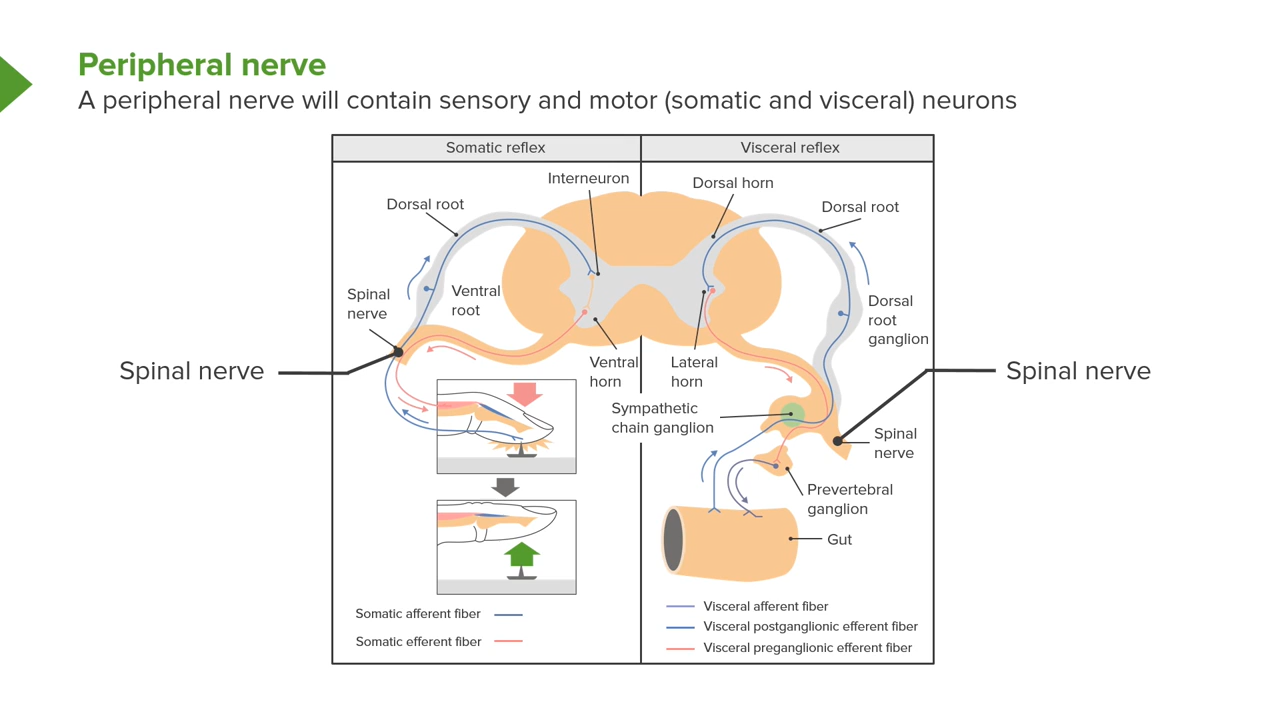 Peripheral nerve
A peripheral nerve will contain sensory and motor (somatic and visceral) neurons
Somatic reflex
Visceral reflex
Interneuron
Dorsal horn
Dorsal root
Dorsal root
Spinal
nerve
Ventral
root
Dorsal
root
ganglion
Spinal nerve
Ventral
horn
Lateral
horn
Spinal nerve
Sympathetic
chain ganglion
Spinal
nerve
Prevertebral
ganglion
Gut
Somatic afferent fiber
Somatic efferent fiber
Visceral afferent fiber
Visceral postganglionic efferent fiber
Visceral preganglionic efferent fiber